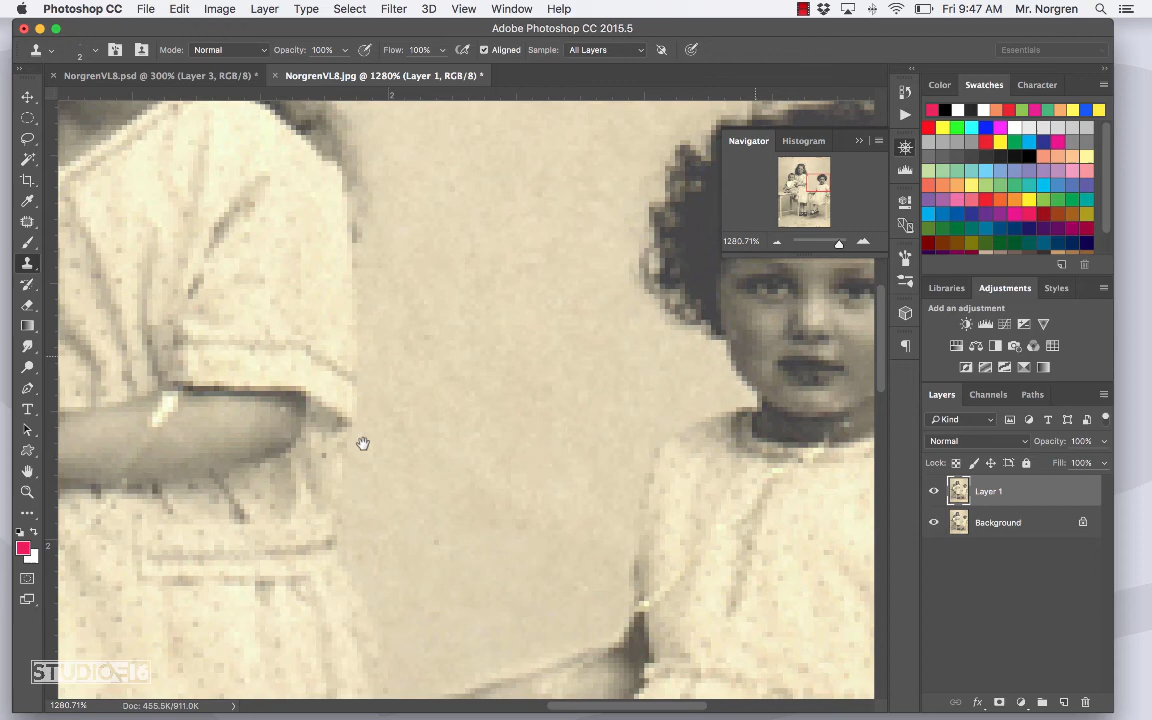 Photoshop CC File Edit Image Layer Type Select Filter 3D View Window Help Fri 9:47 AM Mr. Norgren
Adobe Photoshop CC 2015.5
2 Mode: Normal Opacity: 100% Flow: 100% Aligned Sample: All Layers Essentials
NorgrenVL8.psd @ 300% (Layer 3, RGB/8) * NorgrenVL8.jpg @ 1280% (Layer 1, RGB/8) *
Color Swatches Character
2
Navigator Histogram
1280.71%
Libraries Adjustments Styles
Add an adjustment
Layers Channels Paths
Kind
Normal Opacity: 100%
Lock: Fill: 100%
Layer 1
Background
2
STUDIO516
1280.71% Doc: 455.5K/911.0K